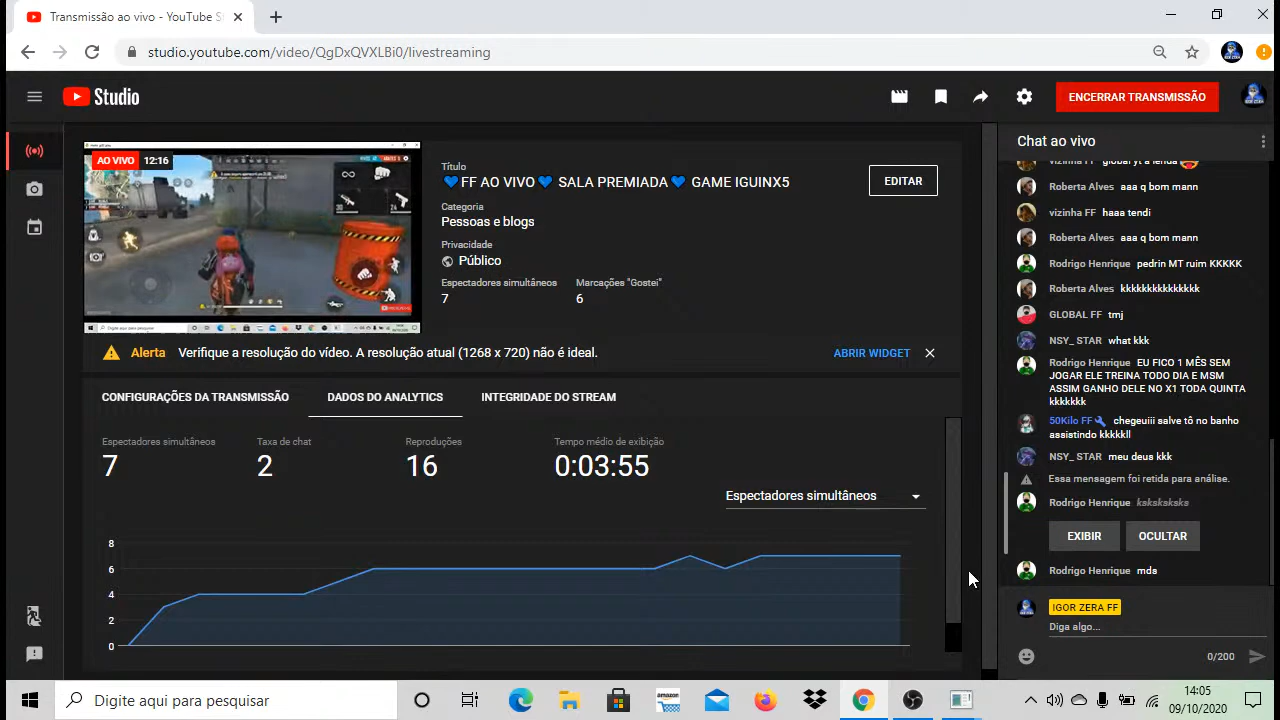 Transmissão ao vivo - YouTube S
studio.youtube.com/video/QgDxQVXLBi0/livestreaming
Studio
ENCERRAR TRANSMISSÃO
AO VIVO 12:16
Título
💙FF AO VIVO💙 SALA PREMIADA💙 GAME IGUINX5
EDITAR
Categoria
Pessoas e blogs
Privacidade
Público
Espectadores simultâneos
7
Marcações "Gostei"
6
Alerta Verifique a resolução do vídeo. A resolução atual (1268 x 720) não é ideal.
ABRIR WIDGET
CONFIGURAÇÕES DA TRANSMISSÃO
DADOS DO ANALYTICS
INTEGRIDADE DO STREAM
Espectadores simultâneos
7
Taxa de chat
2
Reproduções
16
Tempo médio de exibição
0:03:55
Espectadores simultâneos
8
6
4
2
0
Chat ao vivo
vizinha FF global yt a lenda
Roberta Alves aaa q bom mann
vizinha FF haaa tendi
Roberta Alves aaa q bom mann
Rodrigo Henrique pedrin MT ruim KKKKK
Roberta Alves kkkkkkkkkkkkkkk
GLOBAL FF tmj
NSY_ STAR what kkk
Rodrigo Henrique EU FICO 1 MÊS SEM
JOGAR ELE TREINA TODO DIA E MSM
ASSIM GANHO DELE NO X1 TODA QUINTA
kkkkkkk
50Kilo FF chegeuiii salve tô no banho
assistindo kkkkkll
NSY_ STAR meu deus kkk
Essa mensagem foi retida para análise.
Rodrigo Henrique ksksksksks
EXIBIR
OCULTAR
Rodrigo Henrique mds
IGOR ZERA FF
Diga algo...
0/200
Digite aqui para pesquisar
amazon
14:05
09/10/2020